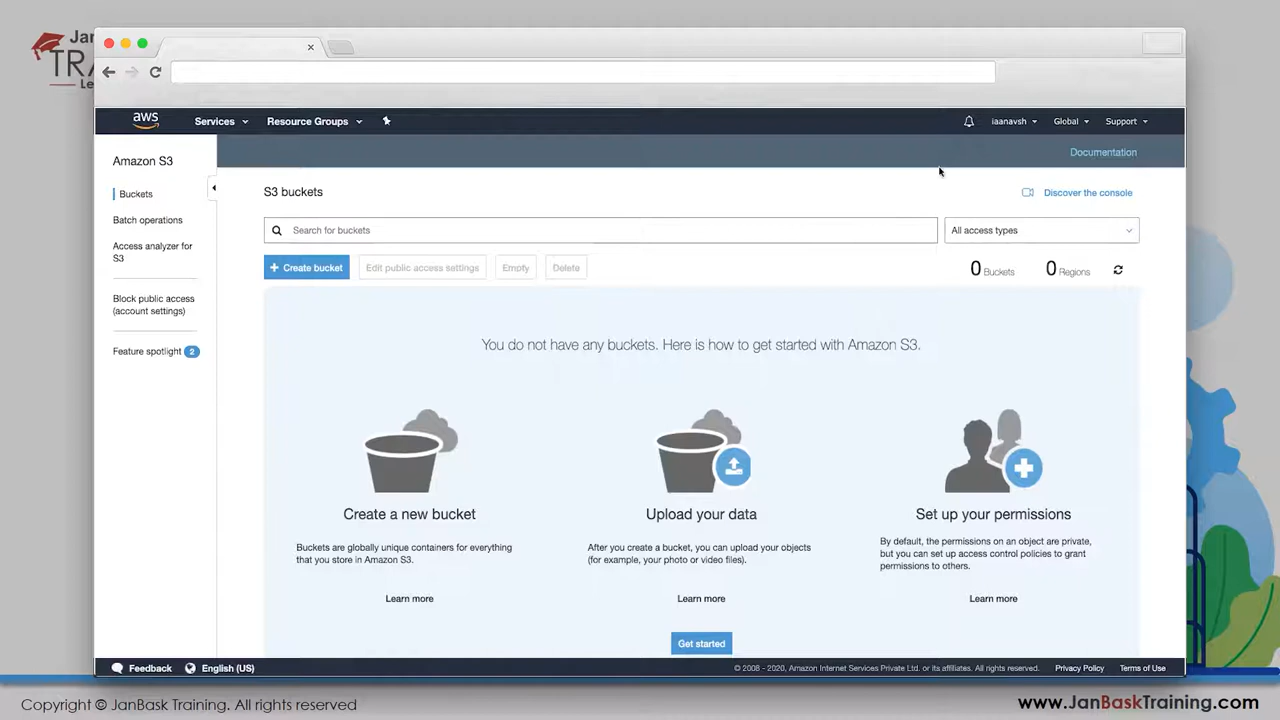 Jan
TRA
Le
aws
Services
Resource Groups
iaanavsh
Global
Support
Amazon S3
Documentation
Buckets
Batch operations
Access analyzer for
S3
Block public access
(account settings)
Feature spotlight 2
S3 buckets
Discover the console
Search for buckets
All access types
Create bucket
Edit public access settings
Empty
Delete
0 Buckets
0 Regions
You do not have any buckets. Here is how to get started with Amazon S3.
Create a new bucket
Buckets are globally unique containers for everything
that you store in Amazon S3.
Learn more
Upload your data
After you create a bucket, you can upload your objects
(for example, your photo or video files).
Learn more
Set up your permissions
By default, the permissions on an object are private,
but you can set up access control policies to grant
permissions to others.
Learn more
Get started
Feedback
English (US)
© 2008 - 2020, Amazon Internet Services Private Ltd. or its affiliates. All rights reserved.
Privacy Policy
Terms of Use
Copyright © JanBask Training. All rights reserved
www.JanBaskTraining.com